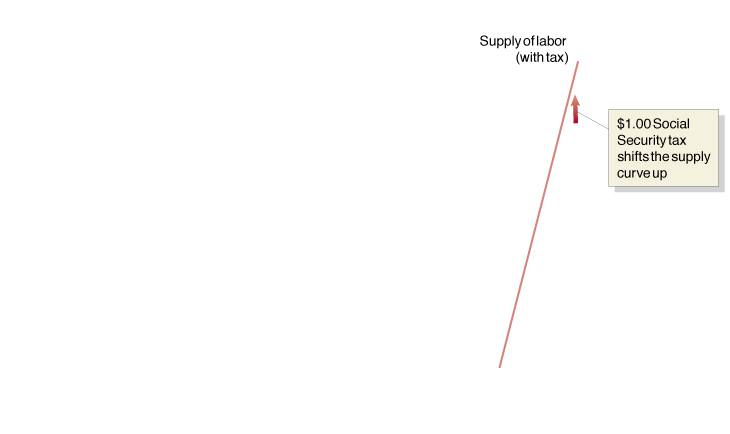 Supply of labor
(with tax)
$1.00 Social
Security tax
shifts the supply
curve up